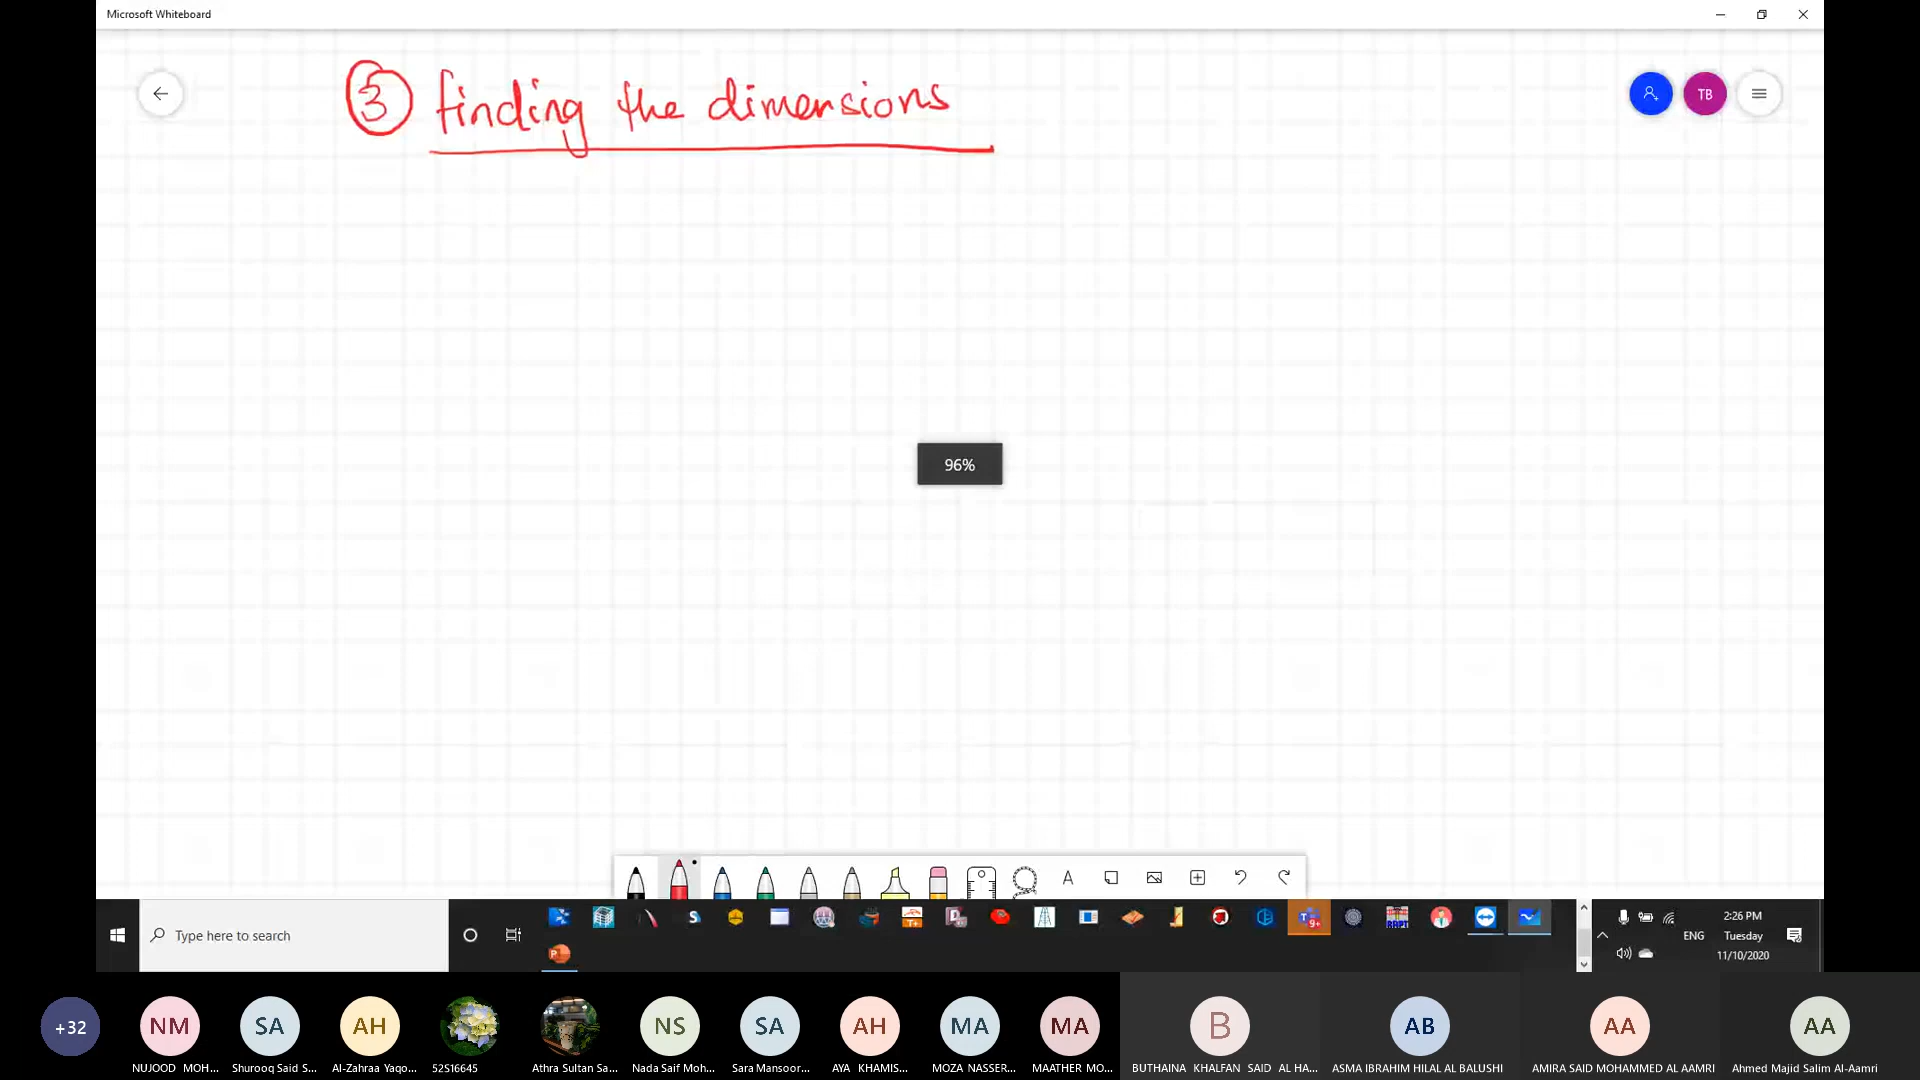 Microsoft Whiteboard
③ finding the dimensions
TB
96%
A
Type here to search
ENG
2:26 PM
Tuesday
11/10/2020
+32
NM
SA
AH
NS
SA
AH
MA
MA
B
AB
AA
AA
NUJOOD MOH...
Shurooq Said S...
Al-Zahraa Yaqo...
52S16645
Athra Sultan Sa...
Nada Saif Moh...
Sara Mansoor...
AYA KHAMIS...
MOZA NASSER...
MAATHER MO...
BUTHAINA KHALFAN SAID AL HA...
ASMA IBRAHIM HILAL AL BALUSHI
AMIRA SAID MOHAMMED AL AAMRI
Ahmed Majid Salim Al-Aamri